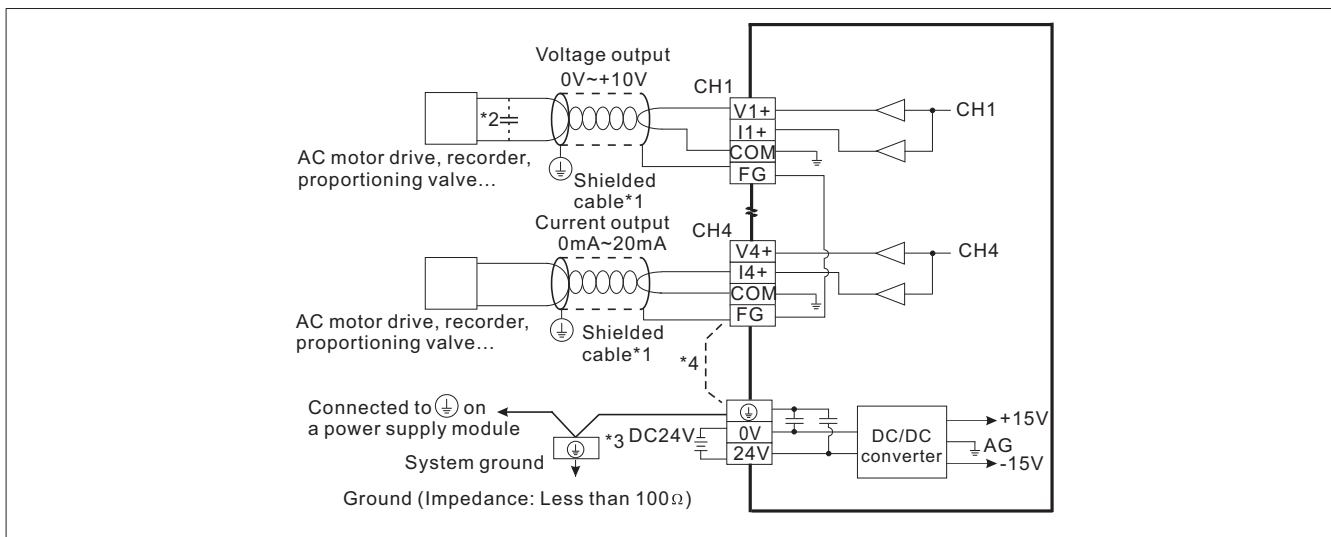 Voltage output
0V~+10V
CH1
V1+
I1+
COM
FG
CH1
*2
AC motor drive, recorder,
proportioning valve...
Shielded
cable*1
Current output
0mA~20mA
CH4
V4+
I4+
COM
FG
CH4
AC motor drive, recorder,
proportioning valve...
Shielded
cable*1
*4
Connected to on
a power supply module
System ground
*3
DC24V
0V
24V
DC/DC
converter
+15V
AG
-15V
Ground (Impedance: Less than 100Ω)